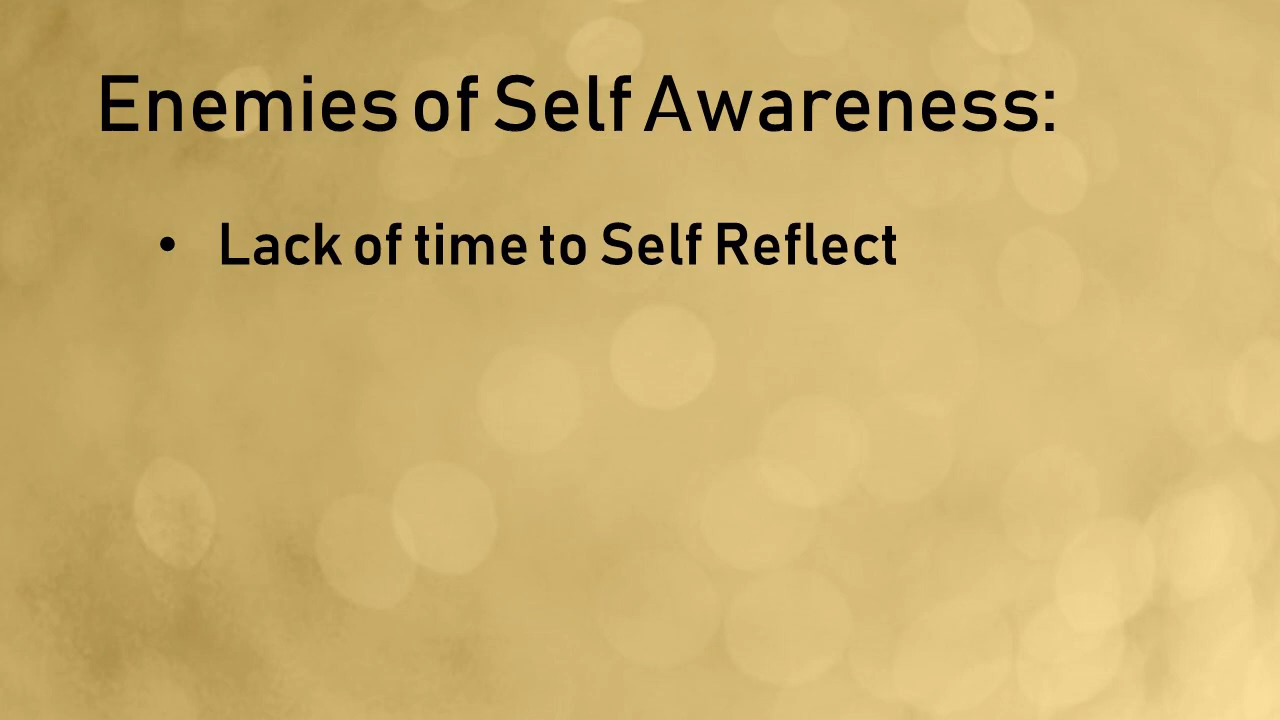 Enemies of Self Awareness:
• Lack of time to Self Reflect